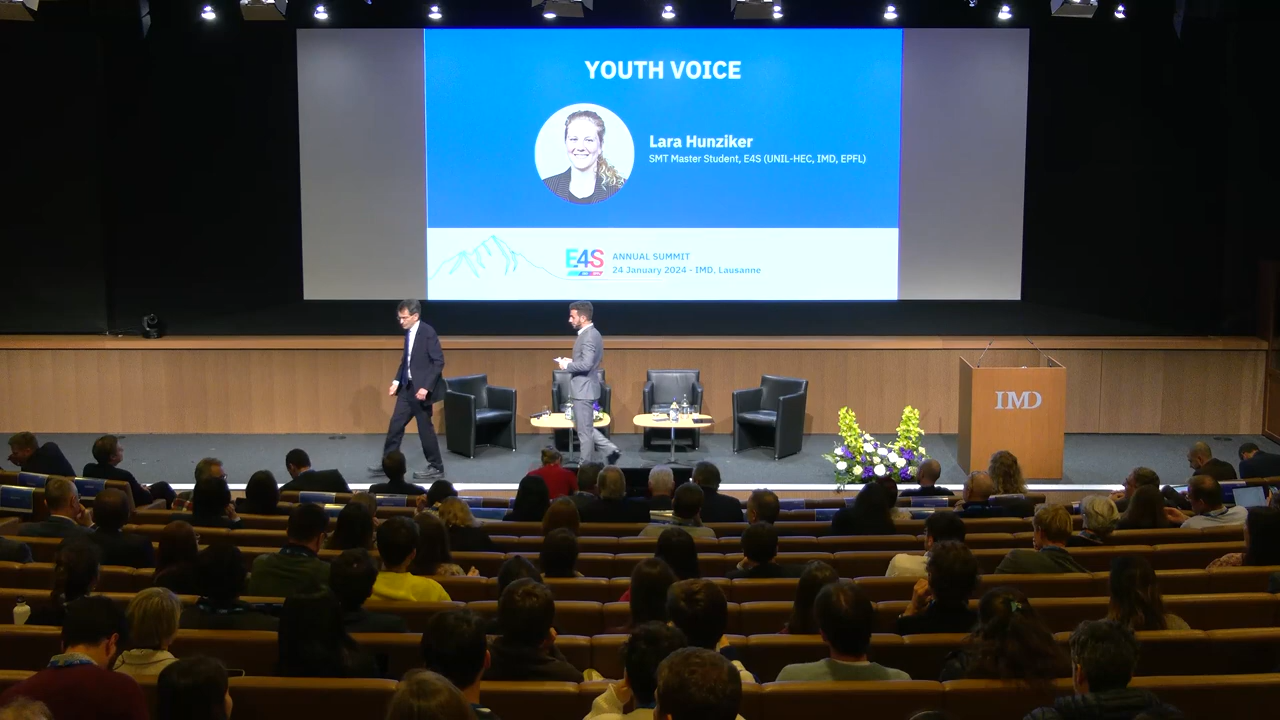 YOUTH VOICE
Lara Hunziker
SMT Master Student, E4S (UNIL-HEC, IMD, EPFL)
E4S
ANNUAL SUMMIT
24 January 2024 - IMD, Lausanne
IMD